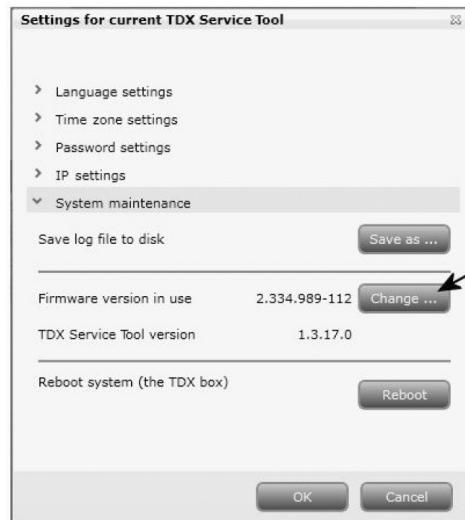 Settings for current TDX Service Tool
Language settings
Time zone settings
Password settings
IP settings
System maintenance
Save log file to disk Save as ...
Firmware version in use 2.334.989-112 Change ...
TDX Service Tool version 1.3.17.0
Reboot system (the TDX box) Reboot
OK Cancel